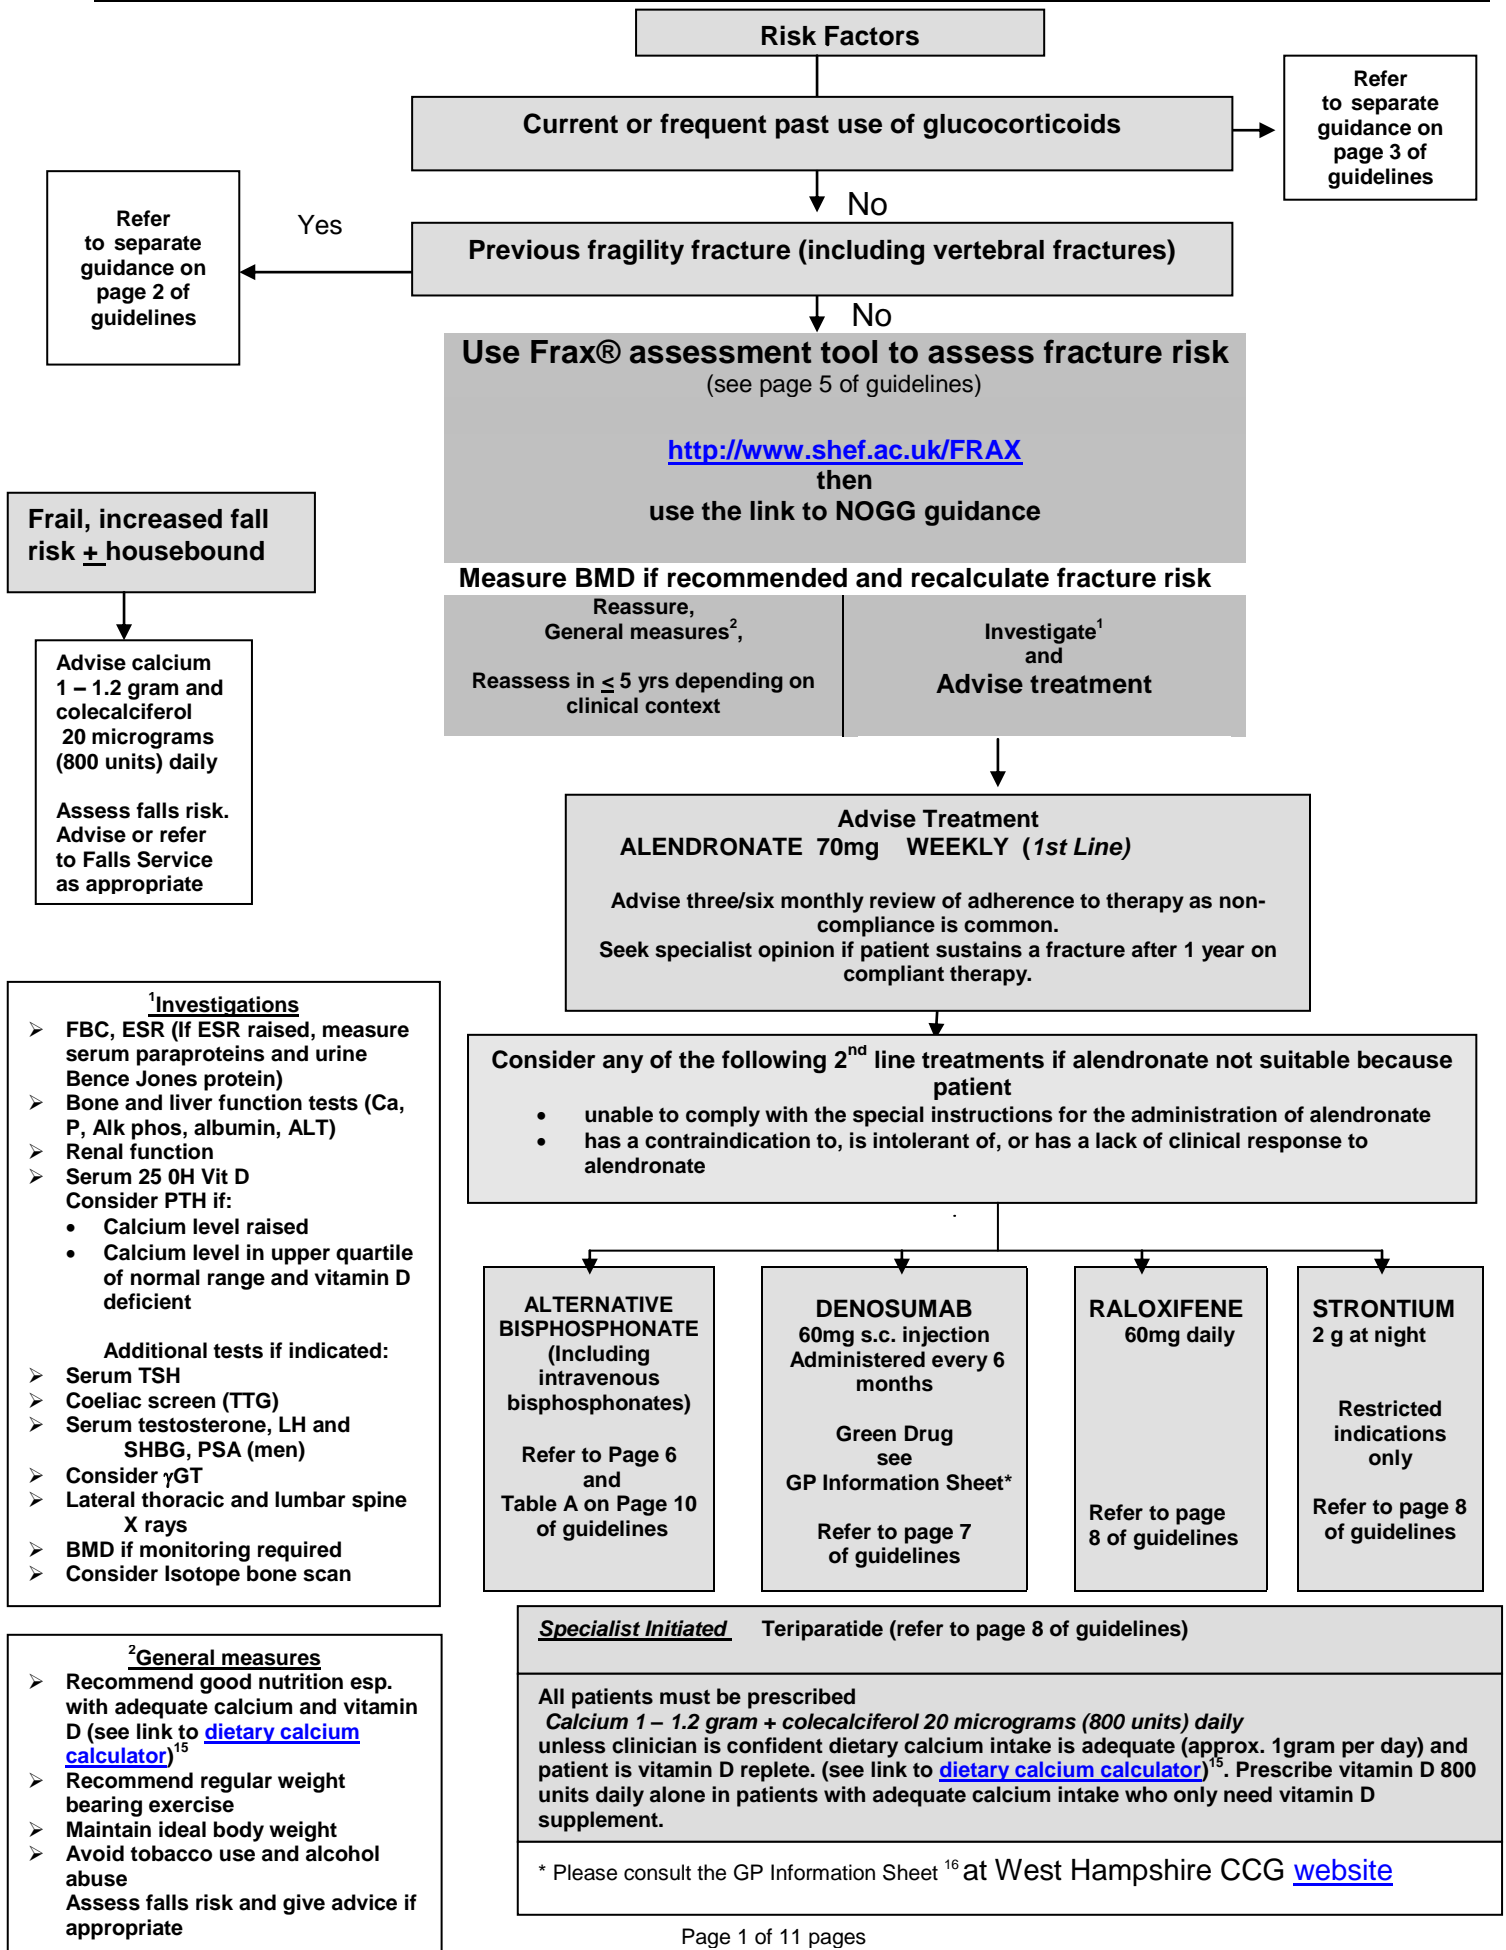 Risk Factors
Current or frequent past use of glucocorticoids
Refer
to separate
guidance on
page 3 of
guidelines
No
Refer
to separate
guidance on
page 2 of
guidelines
Yes
Previous fragility fracture (including vertebral fractures)
No
Use Frax® assessment tool to assess fracture risk
(see page 5 of guidelines)
http://www.shef.ac.uk/FRAX
then
use the link to NOGG guidance
Measure BMD if recommended and recalculate fracture risk
Reassure,
General measures²,
Reassess in ≤ 5 yrs depending on
clinical context
Investigate¹
and
Advise treatment
Frail, increased fall
risk ± housebound
Advise calcium
1 – 1.2 gram and
colecalciferol
20 micrograms
(800 units) daily
Assess falls risk.
Advise or refer
to Falls Service
as appropriate
Advise Treatment
ALENDRONATE 70mg WEEKLY (1st Line)
Advise three/six monthly review of adherence to therapy as non-
compliance is common.
Seek specialist opinion if patient sustains a fracture after 1 year on
compliant therapy.
Consider any of the following 2nd line treatments if alendronate not suitable because
patient
• unable to comply with the special instructions for the administration of alendronate
• has a contraindication to, is intolerant of, or has a lack of clinical response to
alendronate
ALTERNATIVE
BISPHOSPHONATE
(Including
intravenous
bisphosphonates)
Refer to Page 6
and
Table A on Page 10
of guidelines
DENOSUMAB
60mg s.c. injection
Administered every 6
months
Green Drug
see
GP Information Sheet*
Refer to page 7
of guidelines
RALOXIFENE
60mg daily
Refer to page
8 of guidelines
STRONTIUM
2 g at night
Restricted
indications
only
Refer to page 8
of guidelines
¹Investigations
➢ FBC, ESR (If ESR raised, measure
serum paraproteins and urine
Bence Jones protein)
➢ Bone and liver function tests (Ca,
P, Alk phos, albumin, ALT)
➢ Renal function
➢ Serum 25 0H Vit D
Consider PTH if:
• Calcium level raised
• Calcium level in upper quartile
of normal range and vitamin D
deficient
Additional tests if indicated:
➢ Serum TSH
➢ Coeliac screen (TTG)
➢ Serum testosterone, LH and
SHBG, PSA (men)
➢ Consider γGT
➢ Lateral thoracic and lumbar spine
X rays
➢ BMD if monitoring required
➢ Consider Isotope bone scan
²General measures
➢ Recommend good nutrition esp.
with adequate calcium and vitamin
D (see link to dietary calcium
calculator)¹⁵
➢ Recommend regular weight
bearing exercise
➢ Maintain ideal body weight
➢ Avoid tobacco use and alcohol
abuse
Assess falls risk and give advice if
appropriate
Specialist Initiated Teriparatide (refer to page 8 of guidelines)
All patients must be prescribed
Calcium 1 – 1.2 gram + colecalciferol 20 micrograms (800 units) daily
unless clinician is confident dietary calcium intake is adequate (approx. 1gram per day) and
patient is vitamin D replete. (see link to dietary calcium calculator)¹⁵. Prescribe vitamin D 800
units daily alone in patients with adequate calcium intake who only need vitamin D
supplement.
* Please consult the GP Information Sheet ¹⁶ at West Hampshire CCG website
Page 1 of 11 pages